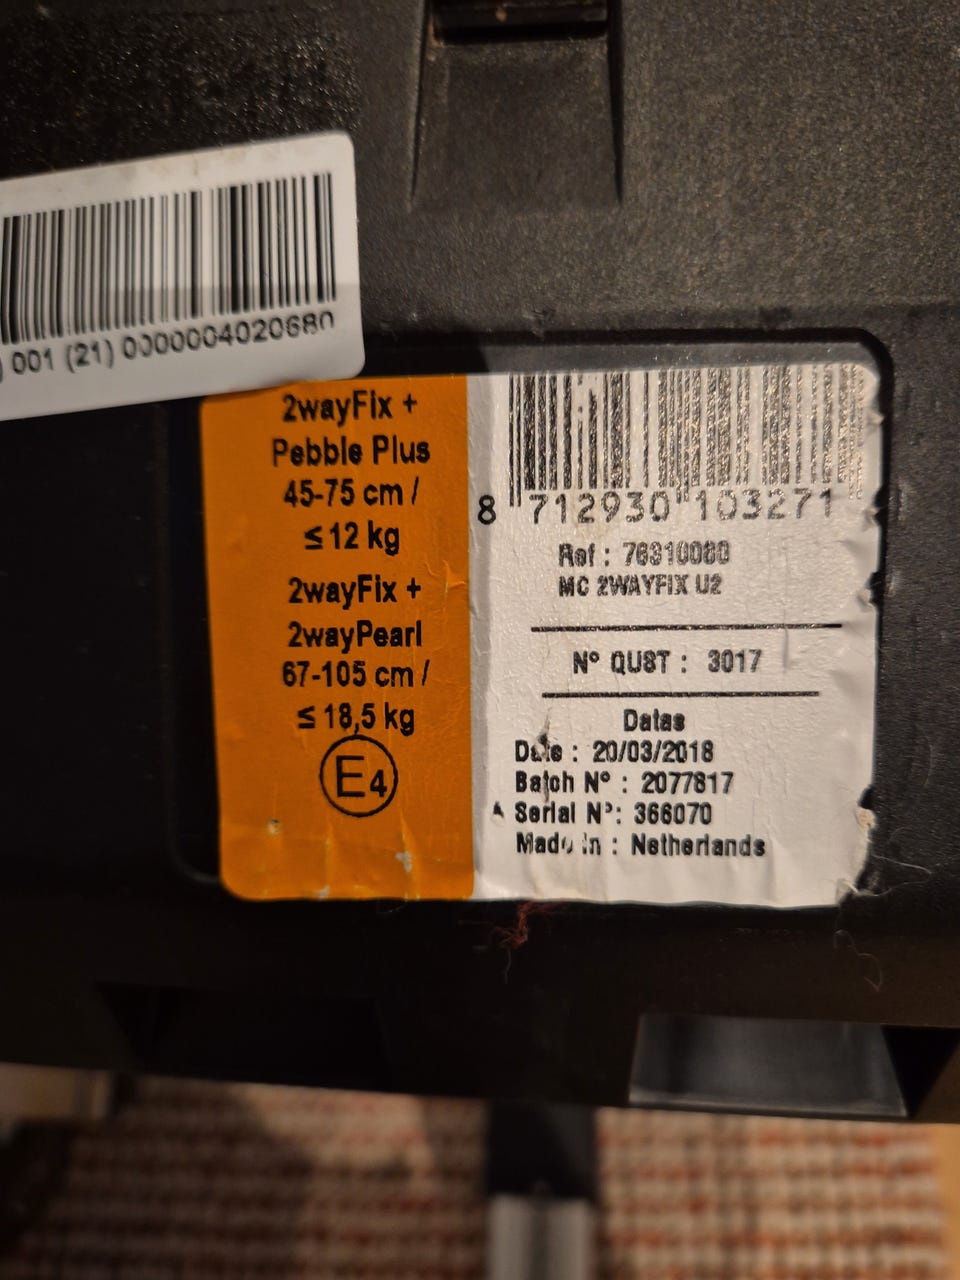 001 (21) 0000004020680
2wayFix +
Pebble Plus
45-75 cm /
≤ 12 kg
2wayFix +
2wayPearl
67-105 cm /
≤ 18,5 kg
E4
8 712930 103271
Ref :
MC 2WAYFIX U2
N° QUST : 3017
Datas
Date : 20/03/2018
Batch N° : 2077817
Serial N°: 366070
Made in : Netherlands